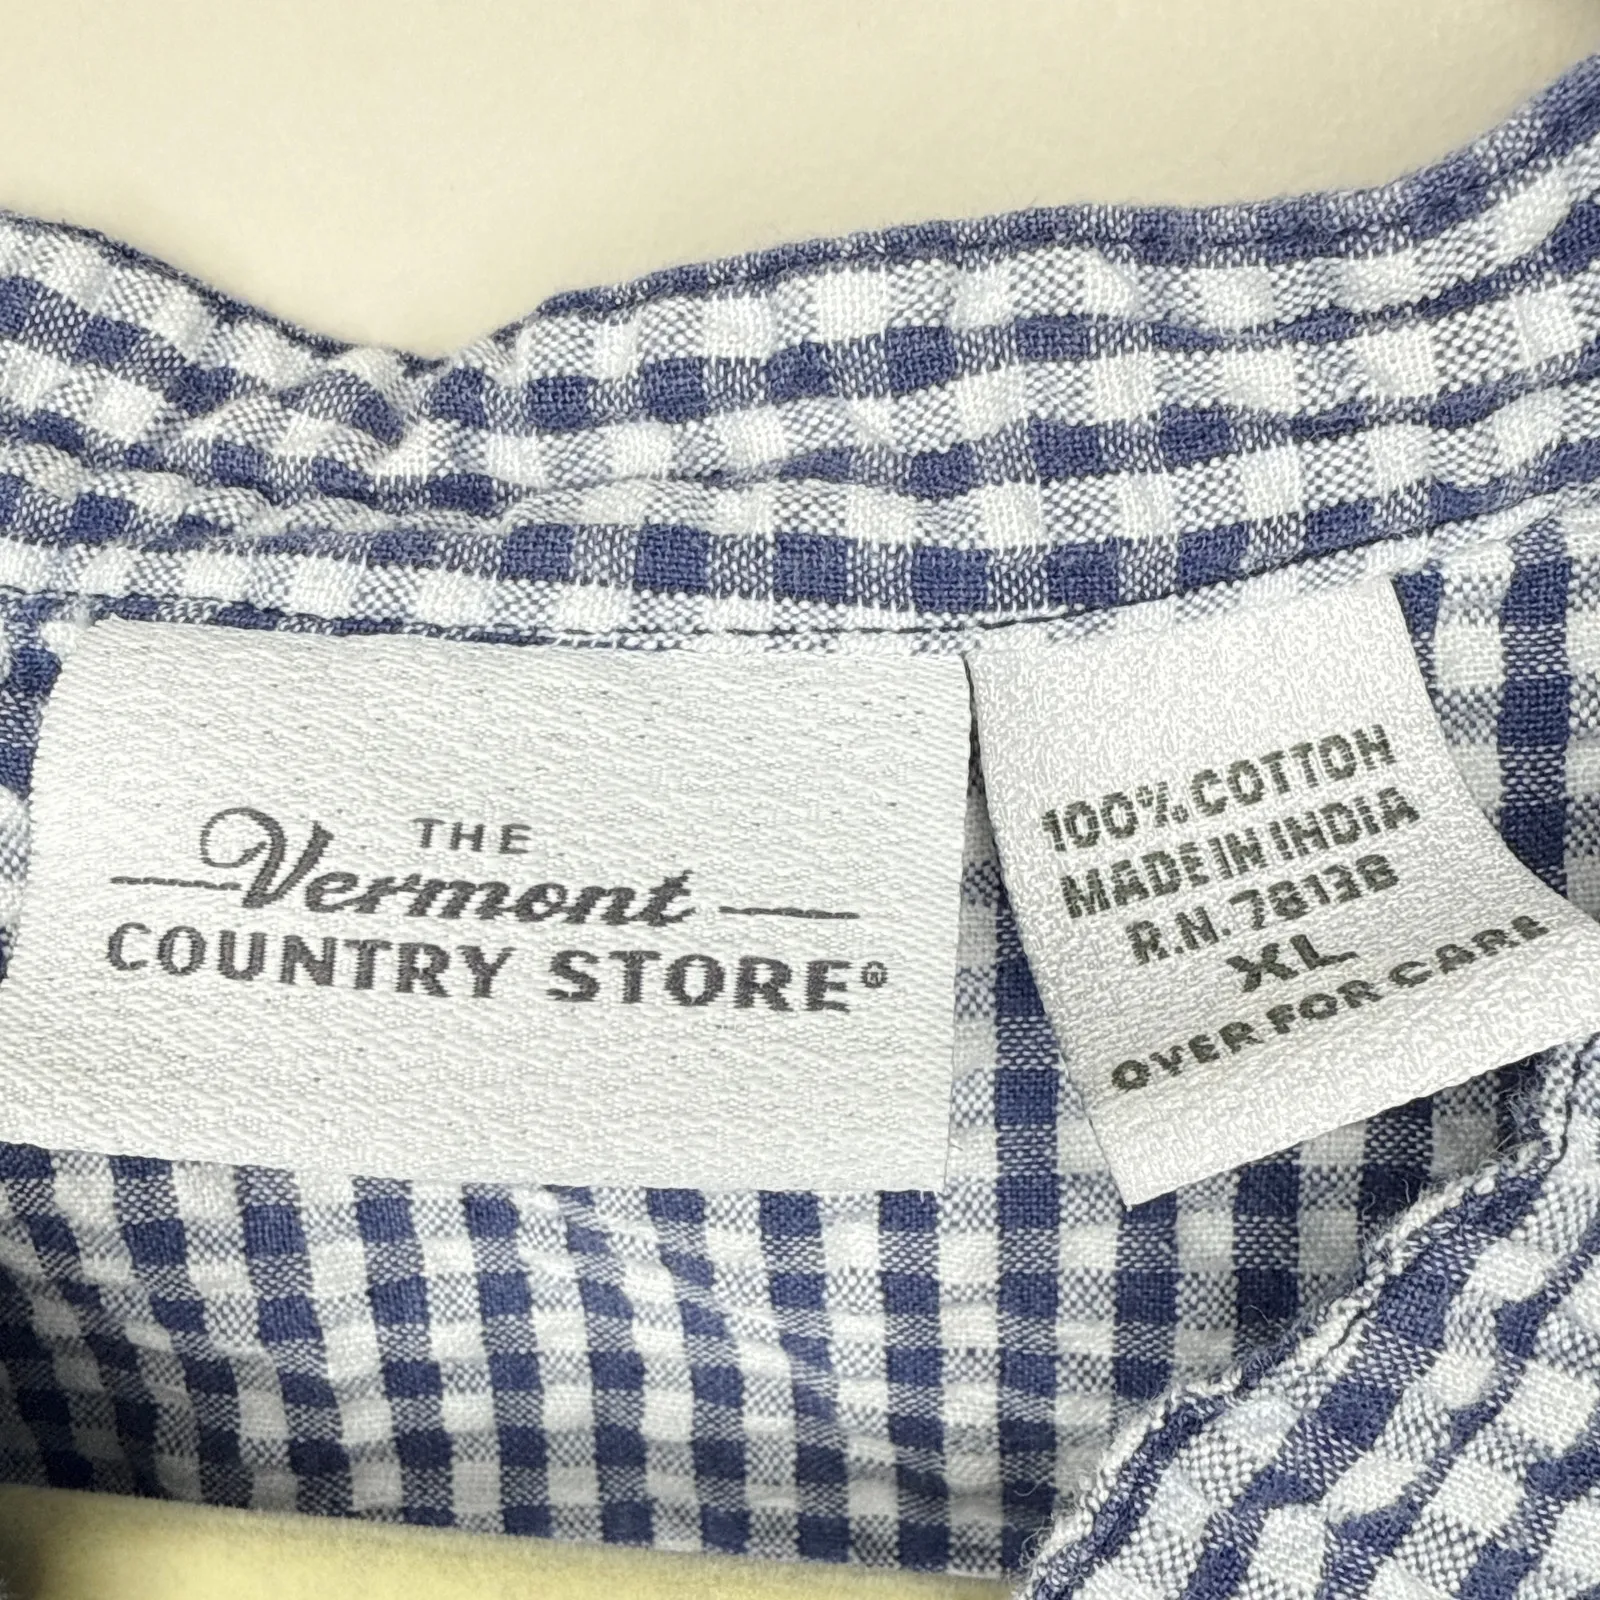 THE
Vermont
COUNTRY STORE®
100% COTTON
MADE IN INDIA
R.N. 78138
XL
OVER FOR CARE